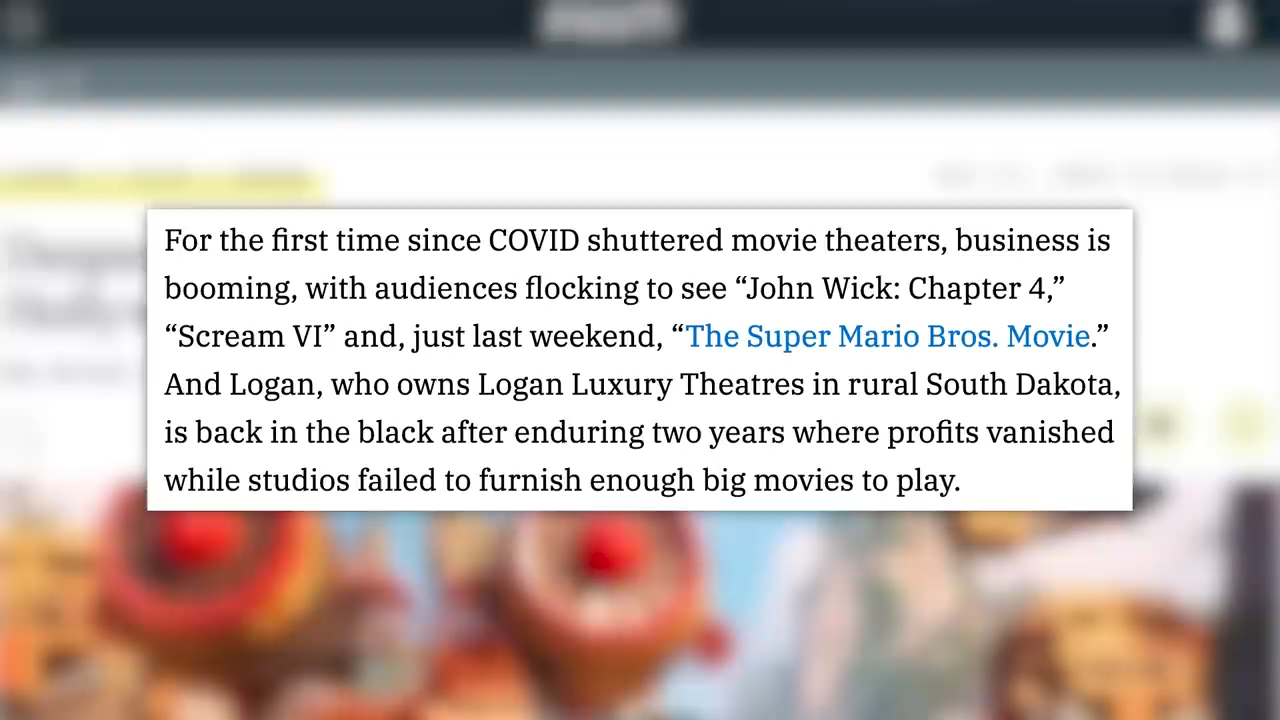 For the first time since COVID shuttered movie theaters, business is
booming, with audiences flocking to see “John Wick: Chapter 4,”
“Scream VI” and, just last weekend, “The Super Mario Bros. Movie.”
And Logan, who owns Logan Luxury Theatres in rural South Dakota,
is back in the black after enduring two years where profits vanished
while studios failed to furnish enough big movies to play.